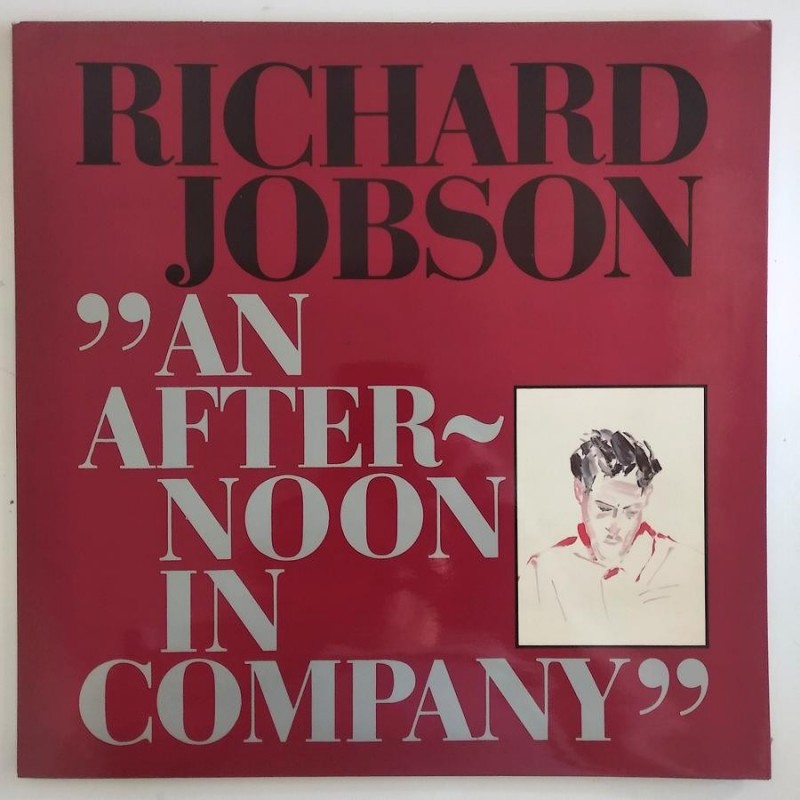 RICHARD
JOBSON
”AN
AFTER~
NOON
IN
COMPANY”